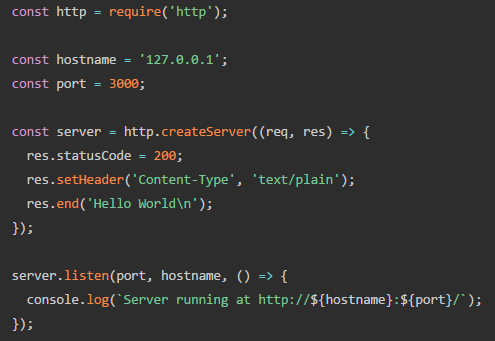 const http = require('http');

const hostname = '127.0.0.1';
const port = 3000;

const server = http.createServer((req, res) => {
  res.statusCode = 200;
  res.setHeader('Content-Type', 'text/plain');
  res.end('Hello World\n');
});

server.listen(port, hostname, () => {
  console.log(`Server running at http://${hostname}:${port}/`);
});